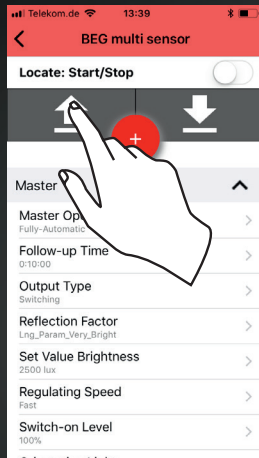 Telekom.de 13:39
BEG multi sensor
Locate: Start/Stop
+
Master
Master
Fully-Automatic
Follow-up Time
0:10:00
Output Type
Switching
Reflection Factor
Lng_Param_Very_Bright
Set Value Brightness
2500 lux
Regulating Speed
Fast
Switch-on Level
100%